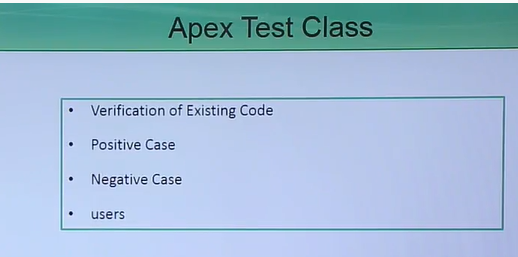 Apex Test Class
• Verification of Existing Code
• Positive Case
• Negative Case
• users